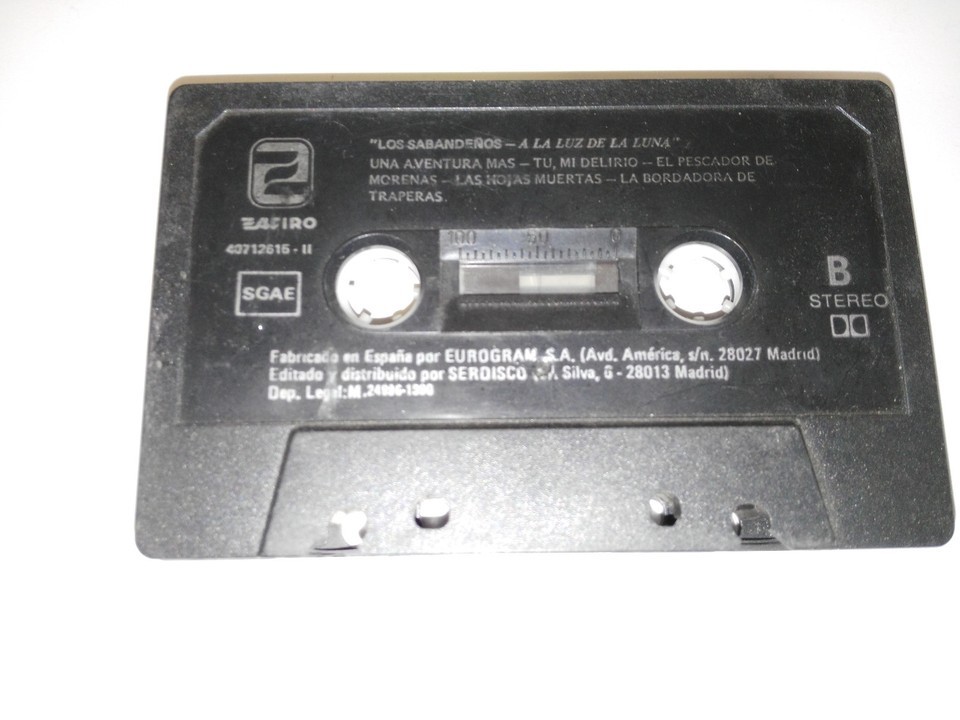 "LOS SABANDEÑOS – A LA LUZ DE LA LUNA"
UNA AVENTURA MAS – TU, MI DELIRIO – EL PESCADOR DE
MORENAS – LAS HOJAS MUERTAS – LA BORDADORA DE
TRAPERAS.
ZAFIRO
40712615 - II
SGAE
100 50 0
B
STEREO
Fabricado en España por EUROGRAM S.A. (Avd. América, s/n. 28027 Madrid)
Editado y distribuido por SERDISCO Silva, 6 - 28013 Madrid)
Dep. Legal:M.